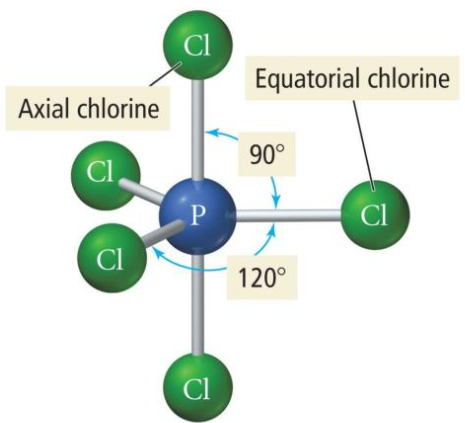 Cl
Equatorial chlorine
Axial chlorine
90°
Cl
P
Cl
Cl
120°
Cl